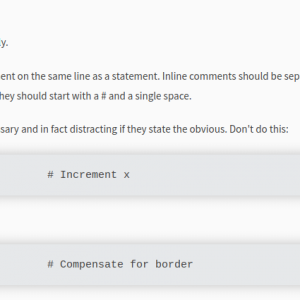 y.
ent on the same line as a statement. Inline comments should be sep
hey should start with a # and a single space.
sary and in fact distracting if they state the obvious. Don't do this:
# Increment x
# Compensate for border